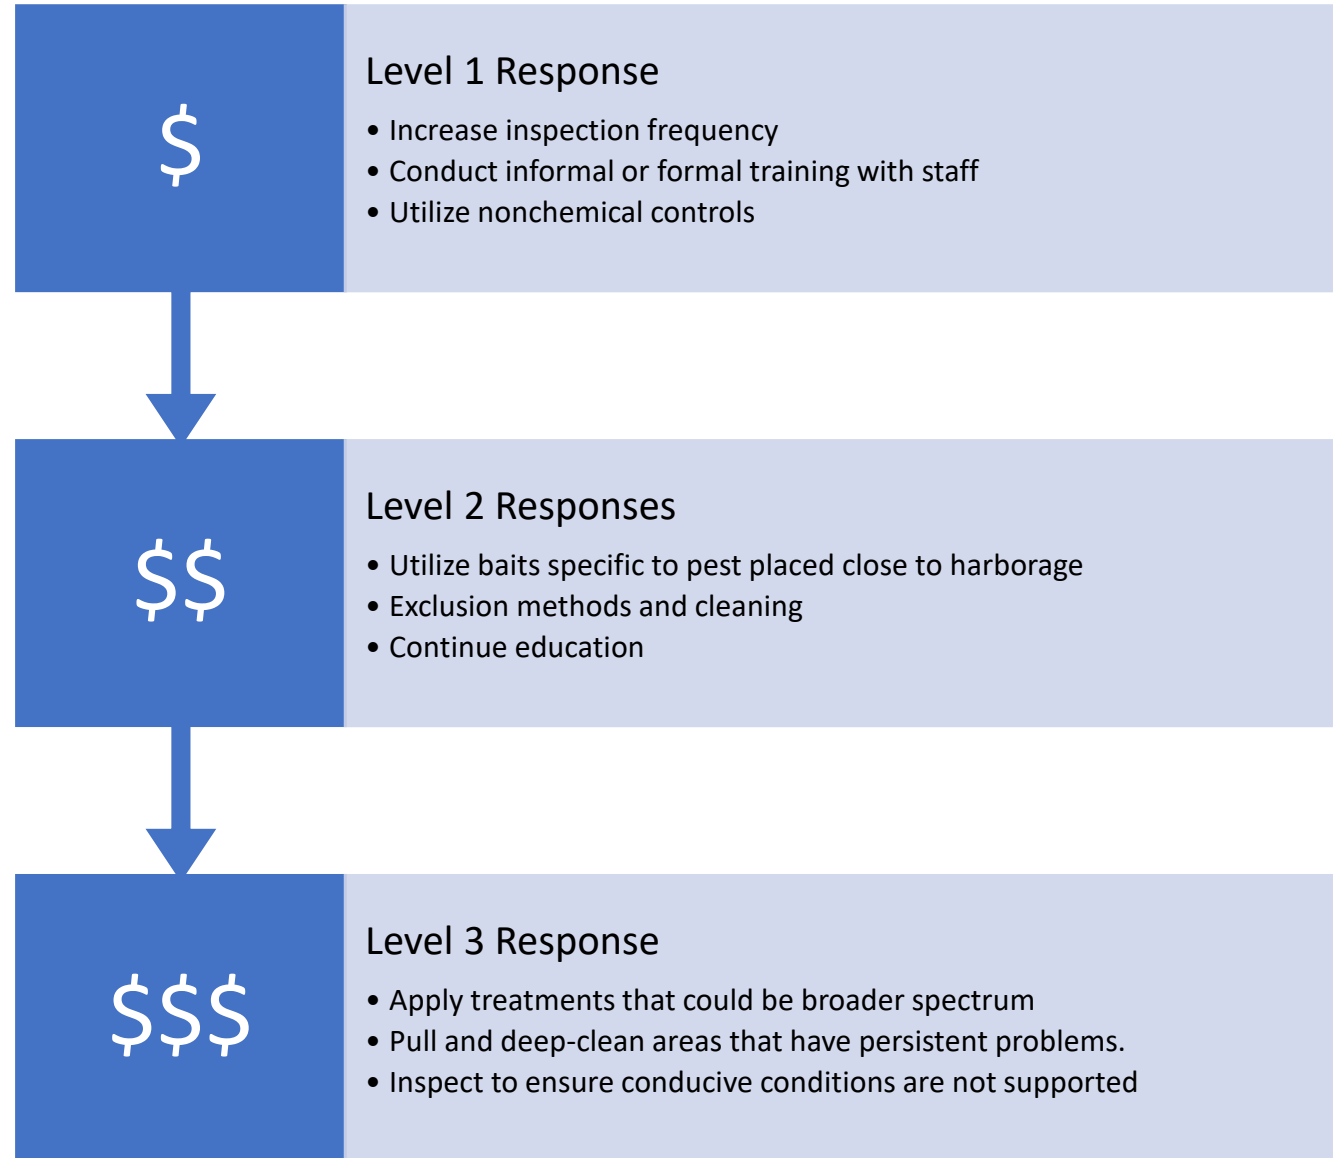 $
Level 1 Response
• Increase inspection frequency
• Conduct informal or formal training with staff
• Utilize nonchemical controls
$$
Level 2 Responses
• Utilize baits specific to pest placed close to harborage
• Exclusion methods and cleaning
• Continue education
$$$
Level 3 Response
• Apply treatments that could be broader spectrum
• Pull and deep-clean areas that have persistent problems.
• Inspect to ensure conducive conditions are not supported